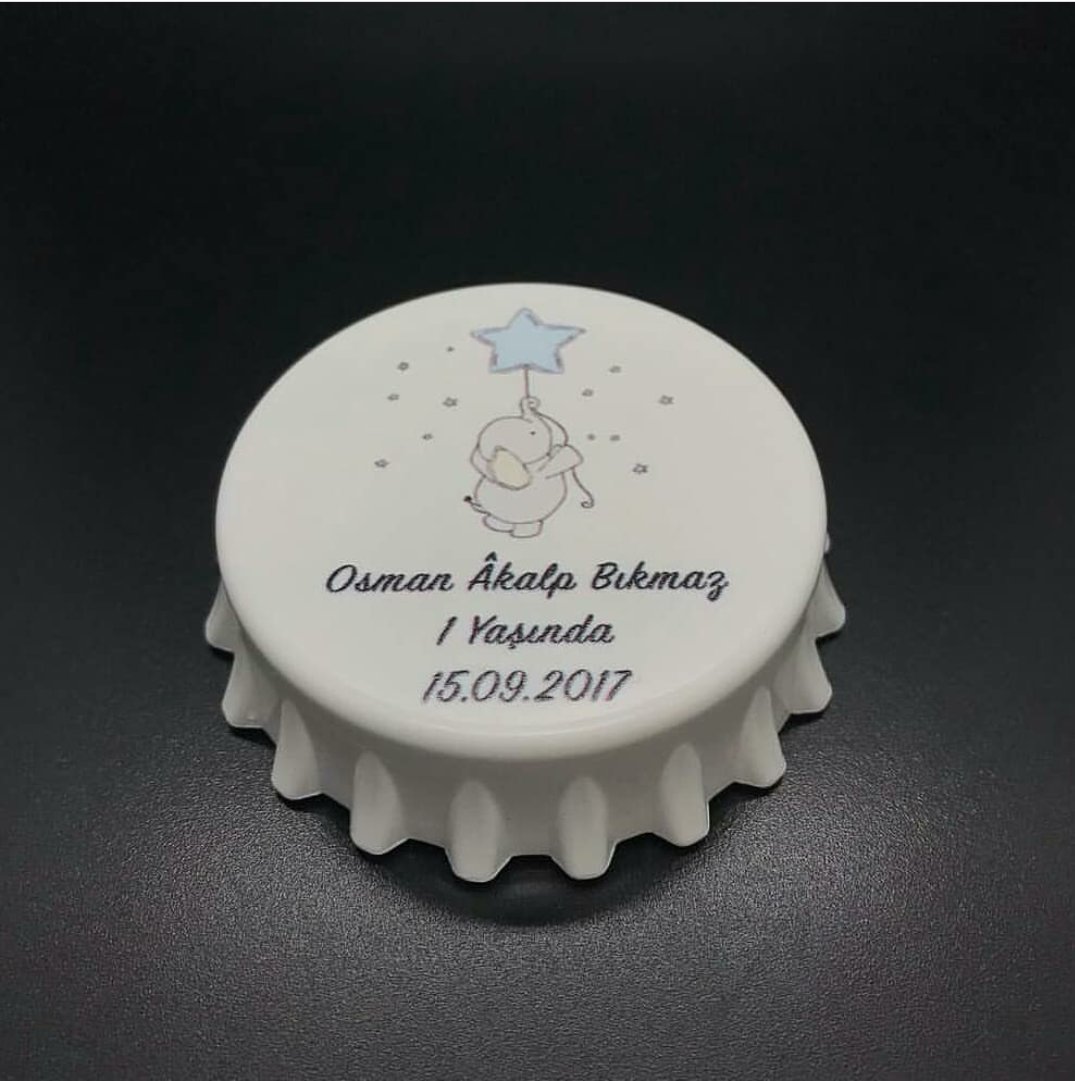 Osman Âkalp Bıkmaz
1 Yaşında
15.09.2017